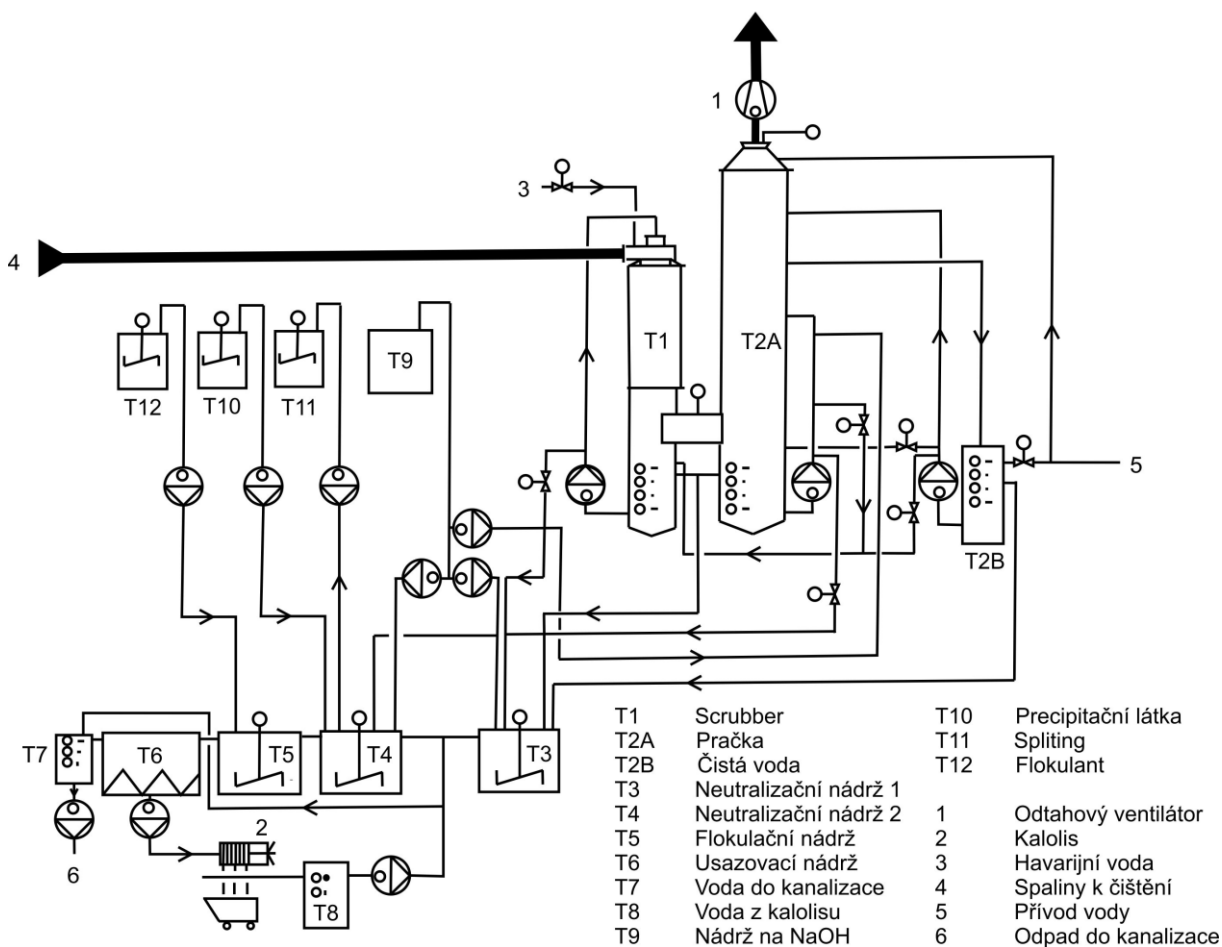 1
3
4
T1
T2A
T9
T12
T10
T11
5
T2B
T7
T6
T5
T4
T3
2
6
T8
T1 Scrubber
T2A Pračka
T2B Čistá voda
T3 Neutralizační nádrž 1
T4 Neutralizační nádrž 2
T5 Flokulační nádrž
T6 Usazovací nádrž
T7 Voda do kanalizace
T8 Voda z kalolisu
T9 Nádrž na NaOH
T10 Precipitační látka
T11 Spliting
T12 Flokulant
1 Odtahový ventilátor
2 Kalolis
3 Havarijní voda
4 Spaliny k čištění
5 Přívod vody
6 Odpad do kanalizace